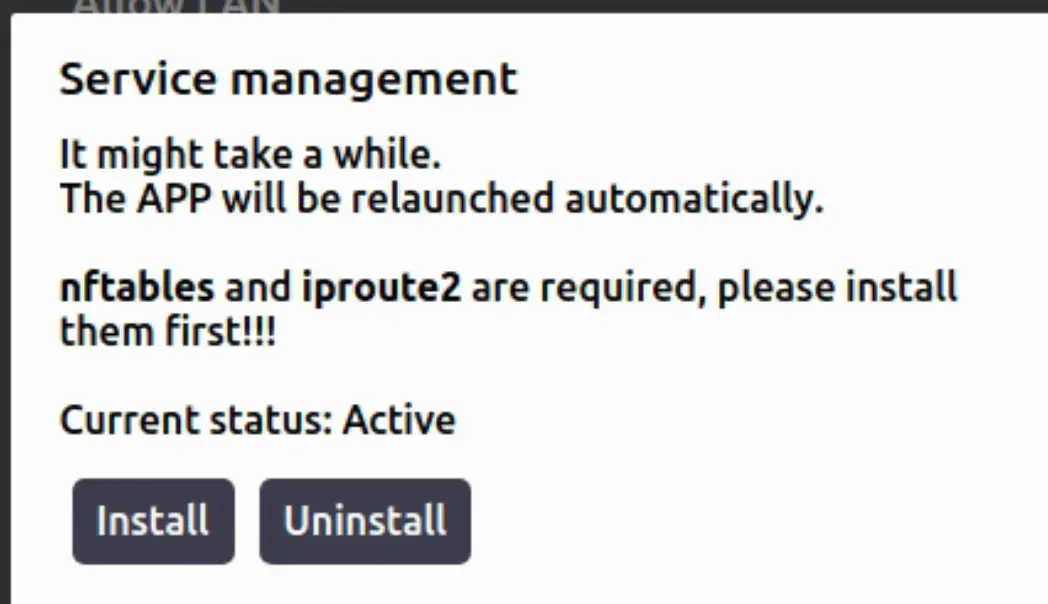 Allow LAN
Service management
It might take a while.
The APP will be relaunched automatically.
nftables and iproute2 are required, please install
them first!!!
Current status: Active
Install
Uninstall